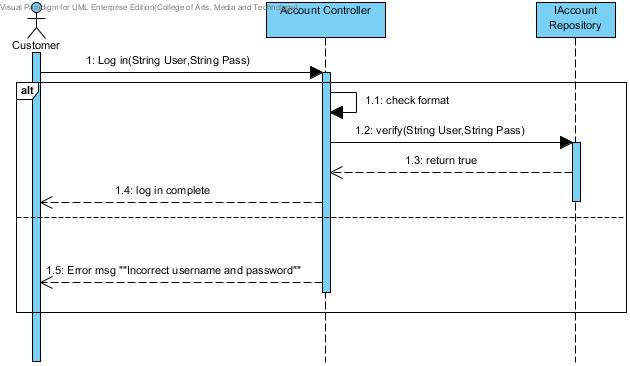 Visual Paradigm for UML Enterprise Edition(College of Arts, Media and Technology
Account Controller
IAccount
Repository
Customer
1: Log in(String User,String Pass)
alt
1.1: check format
1.2: verify(String User,String Pass)
1.3: return true
1.4: log in complete
1.5: Error msg ""Incorrect username and password""